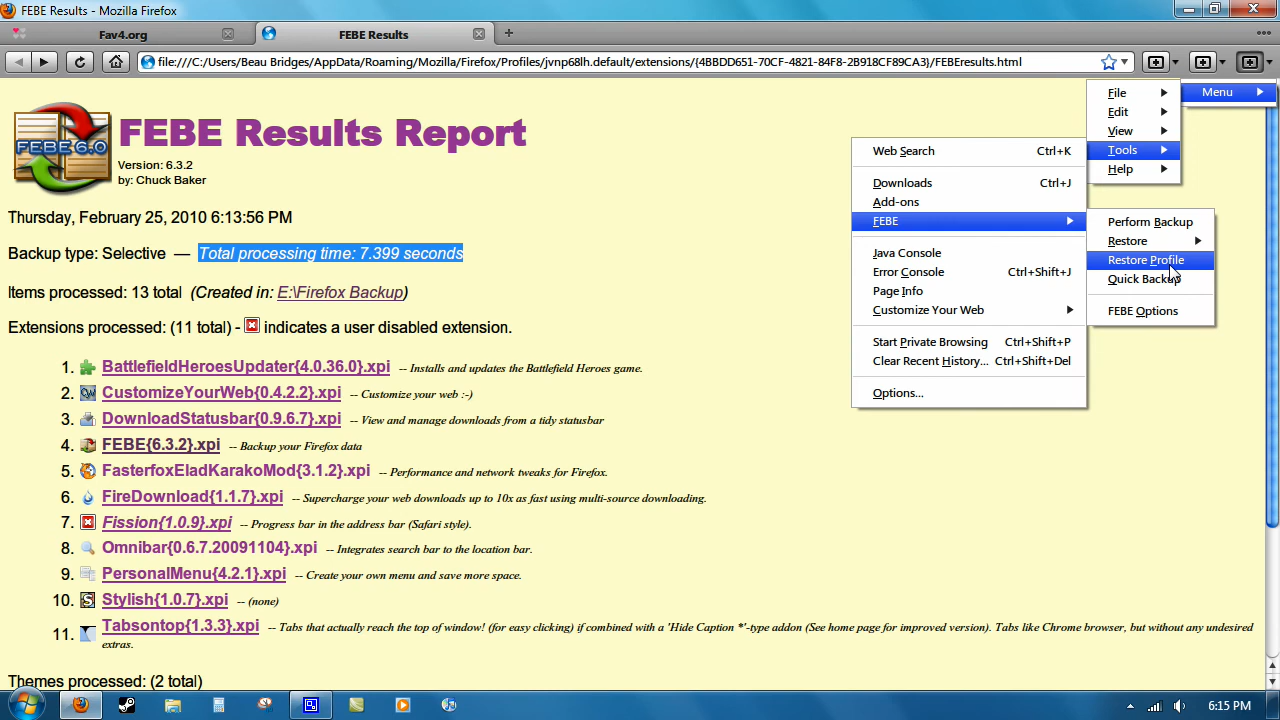 FEBE Results - Mozilla Firefox
Fav4.org
FEBE Results
file:///C:/Users/Beau Bridges/AppData/Roaming/Mozilla/Firefox/Profiles/jvnp68lh.default/extensions/{4BBDD651-70CF-4821-84F8-2B918CF89CA3}/FEBEresults.html
Menu
File
Edit
View
Tools
Help
Web Search Ctrl+K
Downloads Ctrl+J
Add-ons
FEBE
Java Console
Error Console Ctrl+Shift+J
Page Info
Customize Your Web
Start Private Browsing Ctrl+Shift+P
Clear Recent History... Ctrl+Shift+Del
Options...
Perform Backup
Restore
Restore Profile
Quick Backup
FEBE Options
FEBE 6.0
FEBE Results Report
Version: 6.3.2
by: Chuck Baker
Thursday, February 25, 2010 6:13:56 PM
Backup type: Selective — Total processing time: 7.399 seconds
Items processed: 13 total (Created in: E:\Firefox Backup)
Extensions processed: (11 total) - indicates a user disabled extension.
1. BattlefieldHeroesUpdater{4.0.36.0}.xpi -- Installs and updates the Battlefield Heroes game.
2. CustomizeYourWeb{0.4.2.2}.xpi -- Customize your web :-)
3. DownloadStatusbar{0.9.6.7}.xpi -- View and manage downloads from a tidy statusbar
4. FEBE{6.3.2}.xpi -- Backup your Firefox data
5. FasterfoxEladKarakoMod{3.1.2}.xpi -- Performance and network tweaks for Firefox.
6. FireDownload{1.1.7}.xpi -- Supercharge your web downloads up to 10x as fast using multi-source downloading.
7. Fission{1.0.9}.xpi -- Progress bar in the address bar (Safari style).
8. Omnibar{0.6.7.20091104}.xpi -- Integrates search bar to the location bar.
9. PersonalMenu{4.2.1}.xpi -- Create your own menu and save more space.
10. Stylish{1.0.7}.xpi -- (none)
11. Tabsontop{1.3.3}.xpi -- Tabs that actually reach the top of window! (for easy clicking) if combined with a 'Hide Caption *'-type addon (See home page for improved version). Tabs like Chrome browser, but without any undesired
extras.
Themes processed: (2 total)
6:15 PM